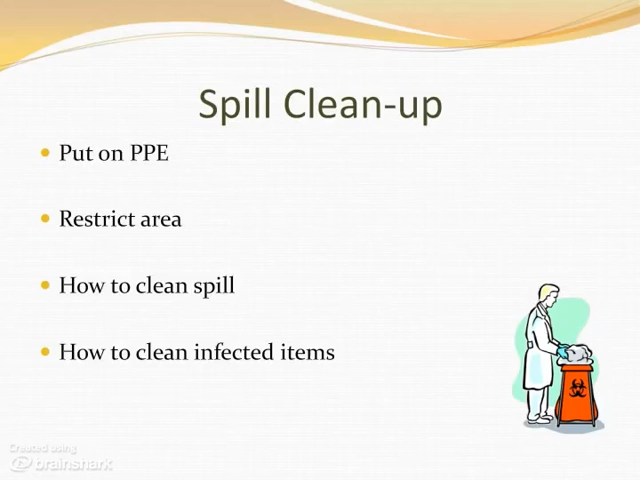 Spill Clean-up
Put on PPE
Restrict area
How to clean spill
How to clean infected items
Created using
brainshark